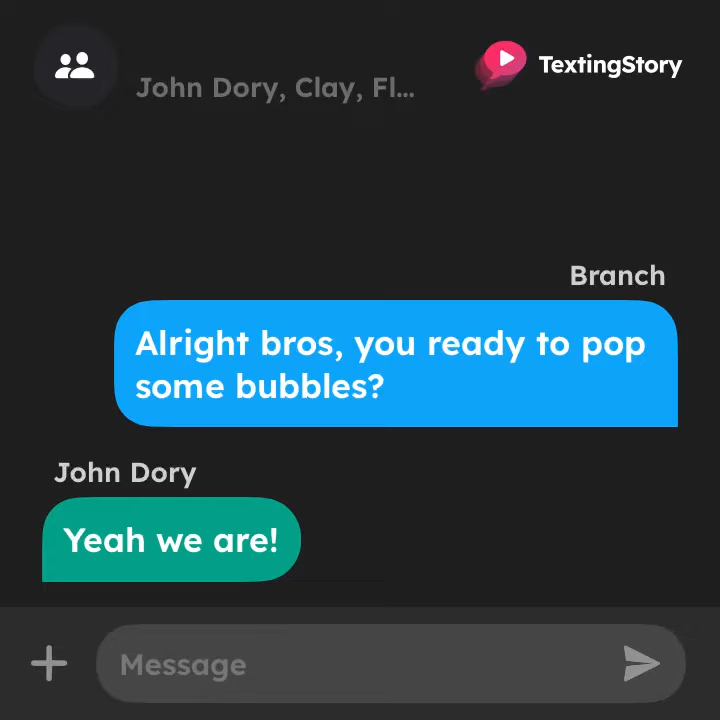 John Dory, Clay, Fl...
TextingStory
Branch
Alright bros, you ready to pop
some bubbles?
John Dory
Yeah we are!
Message